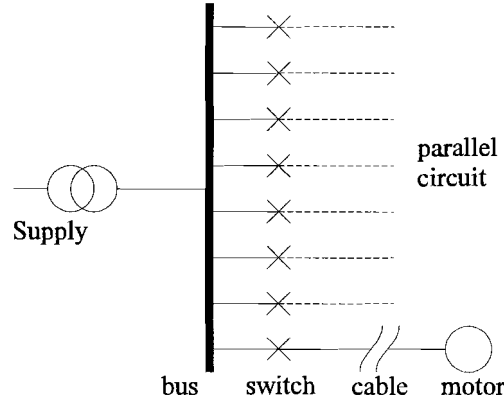 parallel
circuit
Supply
bus
switch
cable
motor